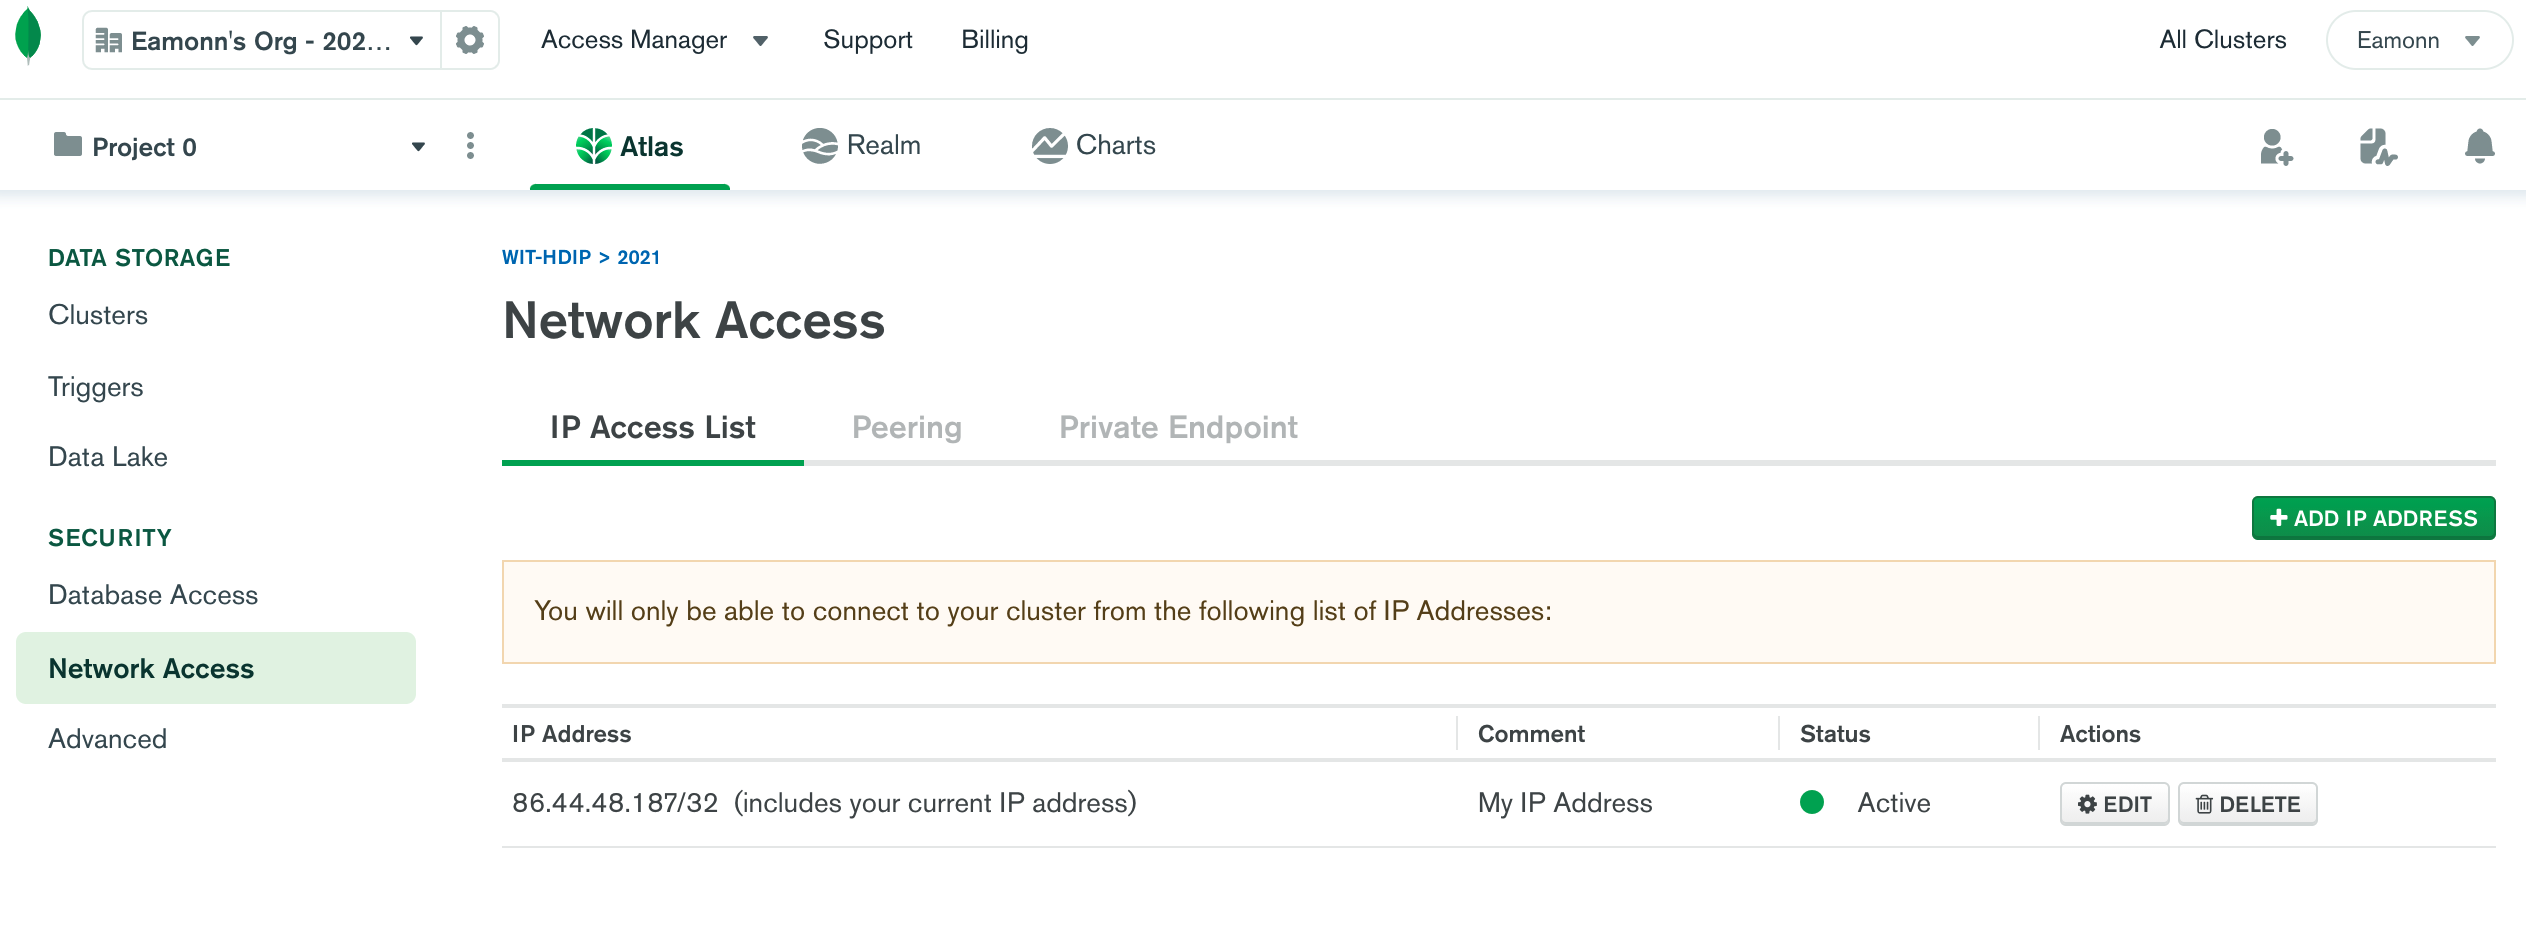 Eamonn's Org - 202...
Access Manager
Support
Billing
All Clusters
Eamonn
Project 0
Atlas
Realm
Charts
DATA STORAGE
Clusters
Triggers
Data Lake
SECURITY
Database Access
Network Access
Advanced
WIT-HDIP > 2021
Network Access
IP Access List
Peering
Private Endpoint
ADD IP ADDRESS
You will only be able to connect to your cluster from the following list of IP Addresses:
IP Address Comment Status Actions
86.44.48.187/32 (includes your current IP address) My IP Address Active EDIT DELETE